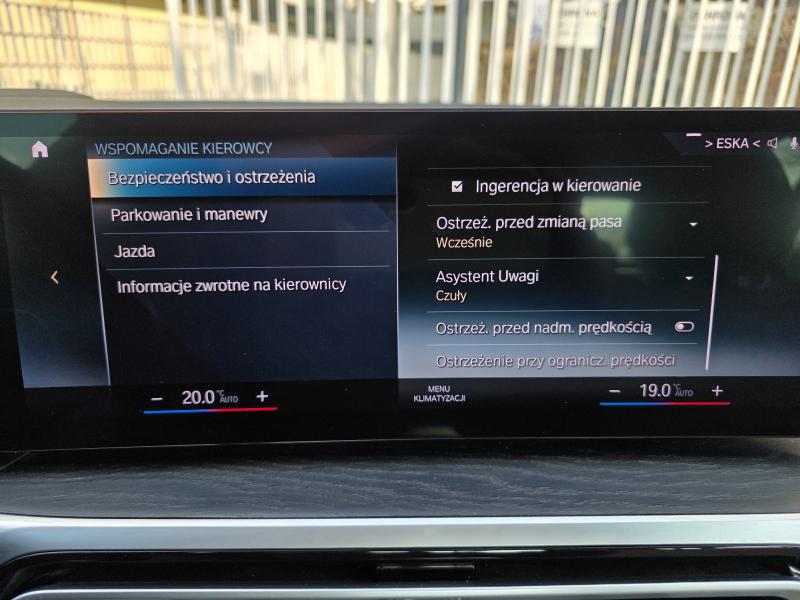 WSPOMAGANIE KIEROWCY
> ESKA <
Bezpieczeństwo i ostrzeżenia
Parkowanie i manewry
Jazda
Informacje zwrotne na kierownicy
Ingerencja w kierowanie
Ostrzeż. przed zmianą pasa
Wcześnie
Asystent Uwagi
Czuły
Ostrzeż. przed nadm. prędkością
Ostrzeżenie przy ogranicz. prędkości
− 20.0 °C AUTO +
MENU
KLIMATYZACJI
− 19.0 °C AUTO +